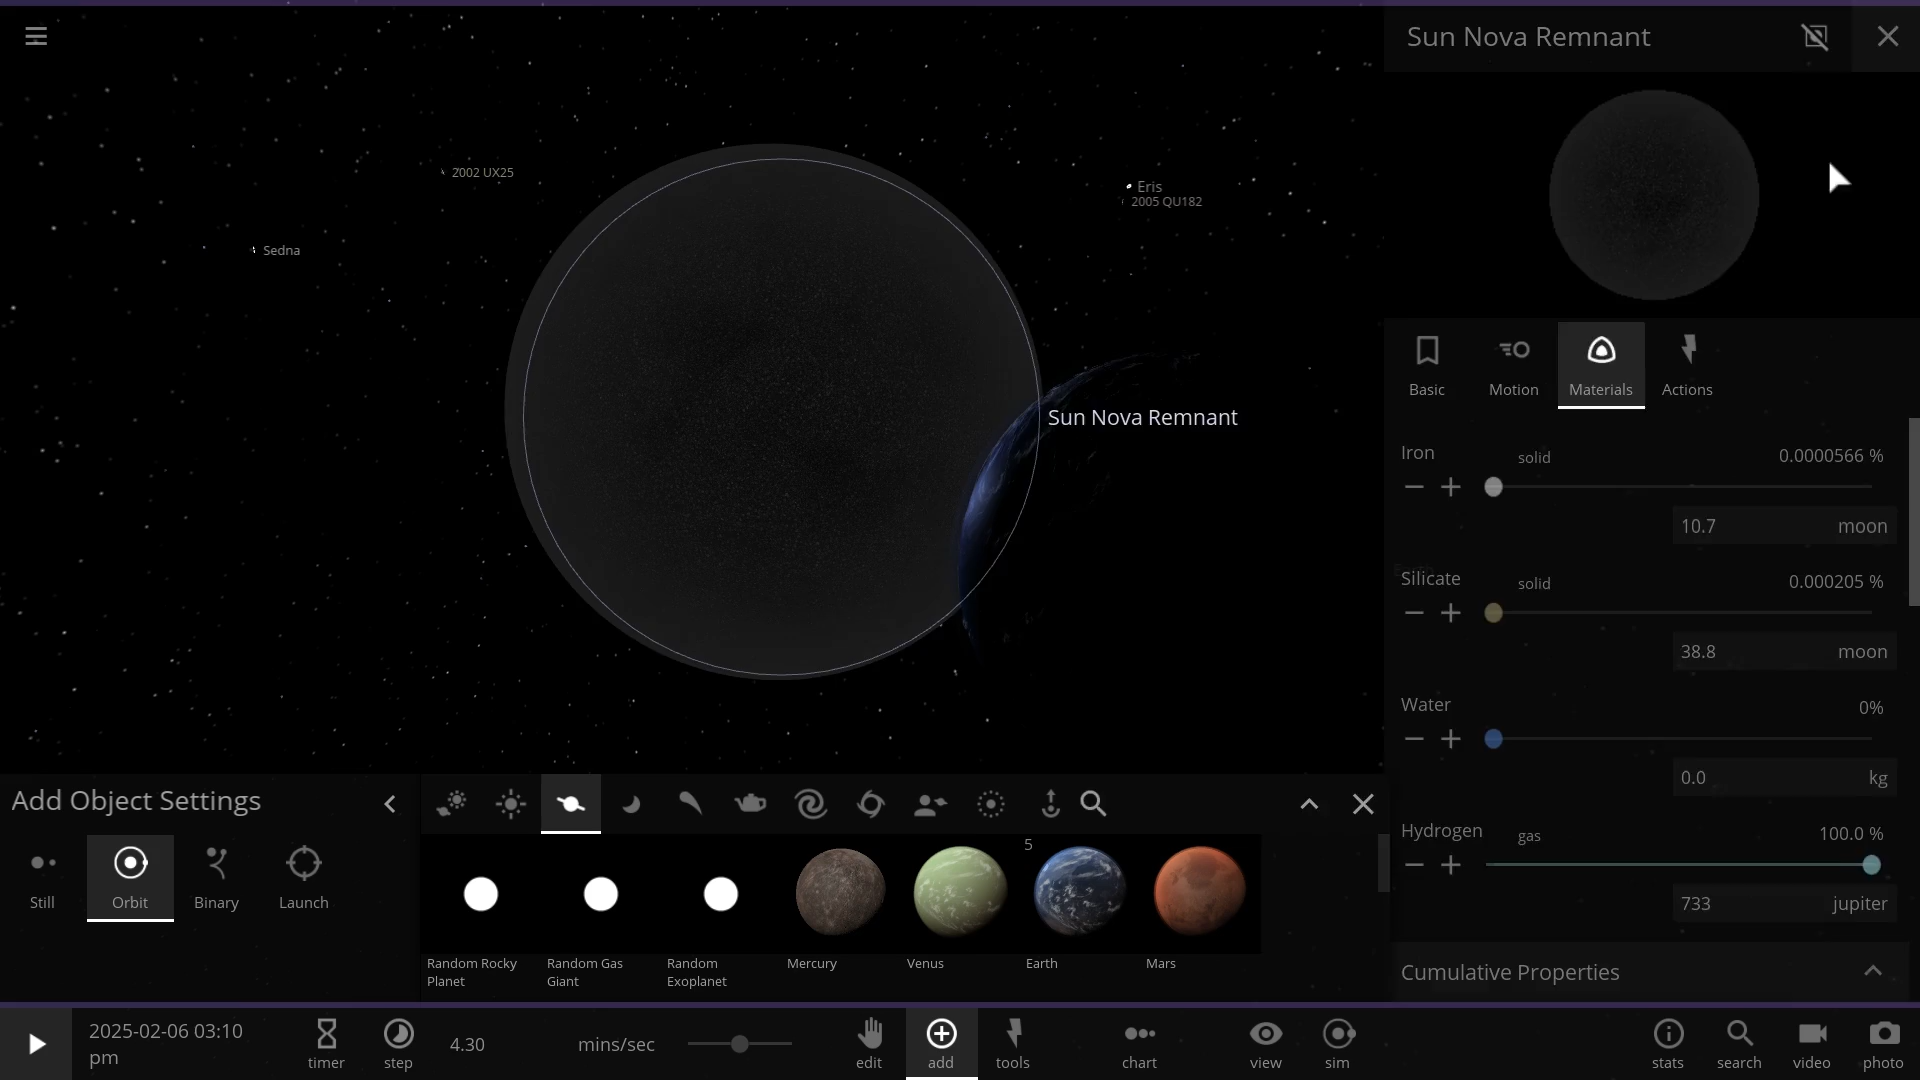 Sun Nova Remnant
2002 UX25
Eris
2005 QU182
Sedna
Sun Nova Remnant
Basic
Motion
Materials
Actions
Iron
solid
0.0000566 %
10.7
moon
Silicate
solid
0.000205 %
38.8
moon
Water
0%
0.0
kg
Hydrogen
gas
100.0 %
733
jupiter
Cumulative Properties
Add Object Settings
Still
Orbit
Binary
Launch
5
Random Rocky
Planet
Random Gas
Giant
Random
Exoplanet
Mercury
Venus
Earth
Mars
2025-02-06 03:10
pm
timer
step
4.30
mins/sec
edit
add
tools
chart
view
sim
stats
search
video
photo